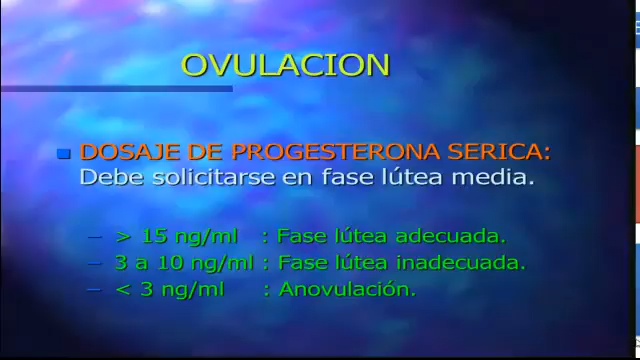 OVULACION
DOSAJE DE PROGESTERONA SERICA:
Debe solicitarse en fase lútea media.
– > 15 ng/ml : Fase lútea adecuada.
– 3 a 10 ng/ml : Fase lútea inadecuada.
– < 3 ng/ml : Anovulación.